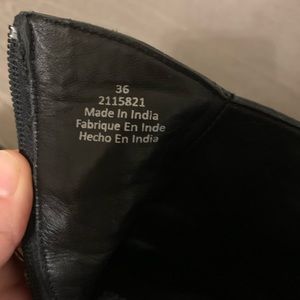 36
2115821
Made In India
Fabrique En Inde
Hecho En India